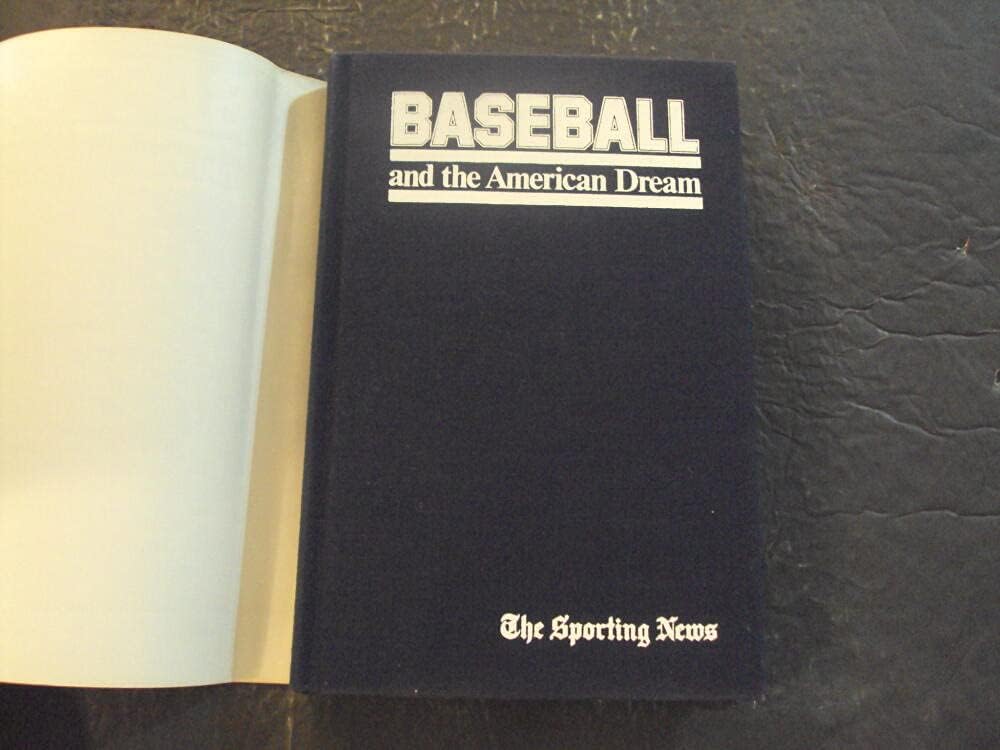 BASEBALL
and the American Dream
The Sporting News